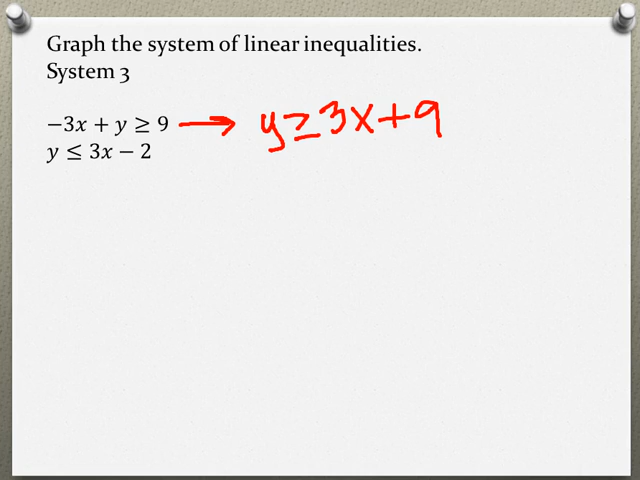 Graph the system of linear inequalities.
System 3
−3x + y ≥ 9 → y ≥ 3x + 9
y ≤ 3x − 2